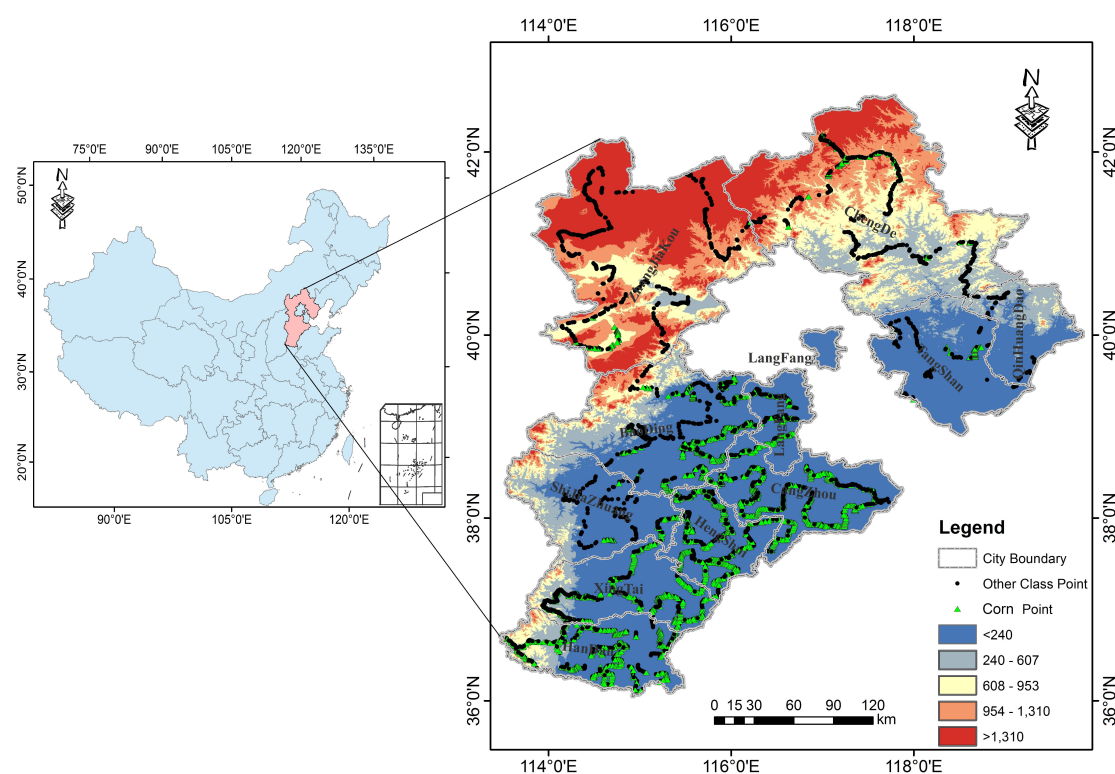 114°0'E 116°0'E 118°0'E
N
75°0'E 90°0'E 105°0'E 120°0'E 135°0'E
N
50°0'N
40°0'N
30°0'N
20°0'N
90°0'E 105°0'E 120°0'E
42°0'N
40°0'N
38°0'N
36°0'N
42°0'N
40°0'N
38°0'N
36°0'N
ChengDe
ZhangJiaKou
QinHuangDao
TangShan
LangFang
LangFang
BaoDing
CangZhou
ShiJiaZhuang
HengShui
XingTai
HanDan
Legend
City Boundary
Other Class Point
Corn Point
<240
240 - 607
608 - 953
954 - 1,310
>1,310
0 15 30 60 90 120
km
114°0'E 116°0'E 118°0'E